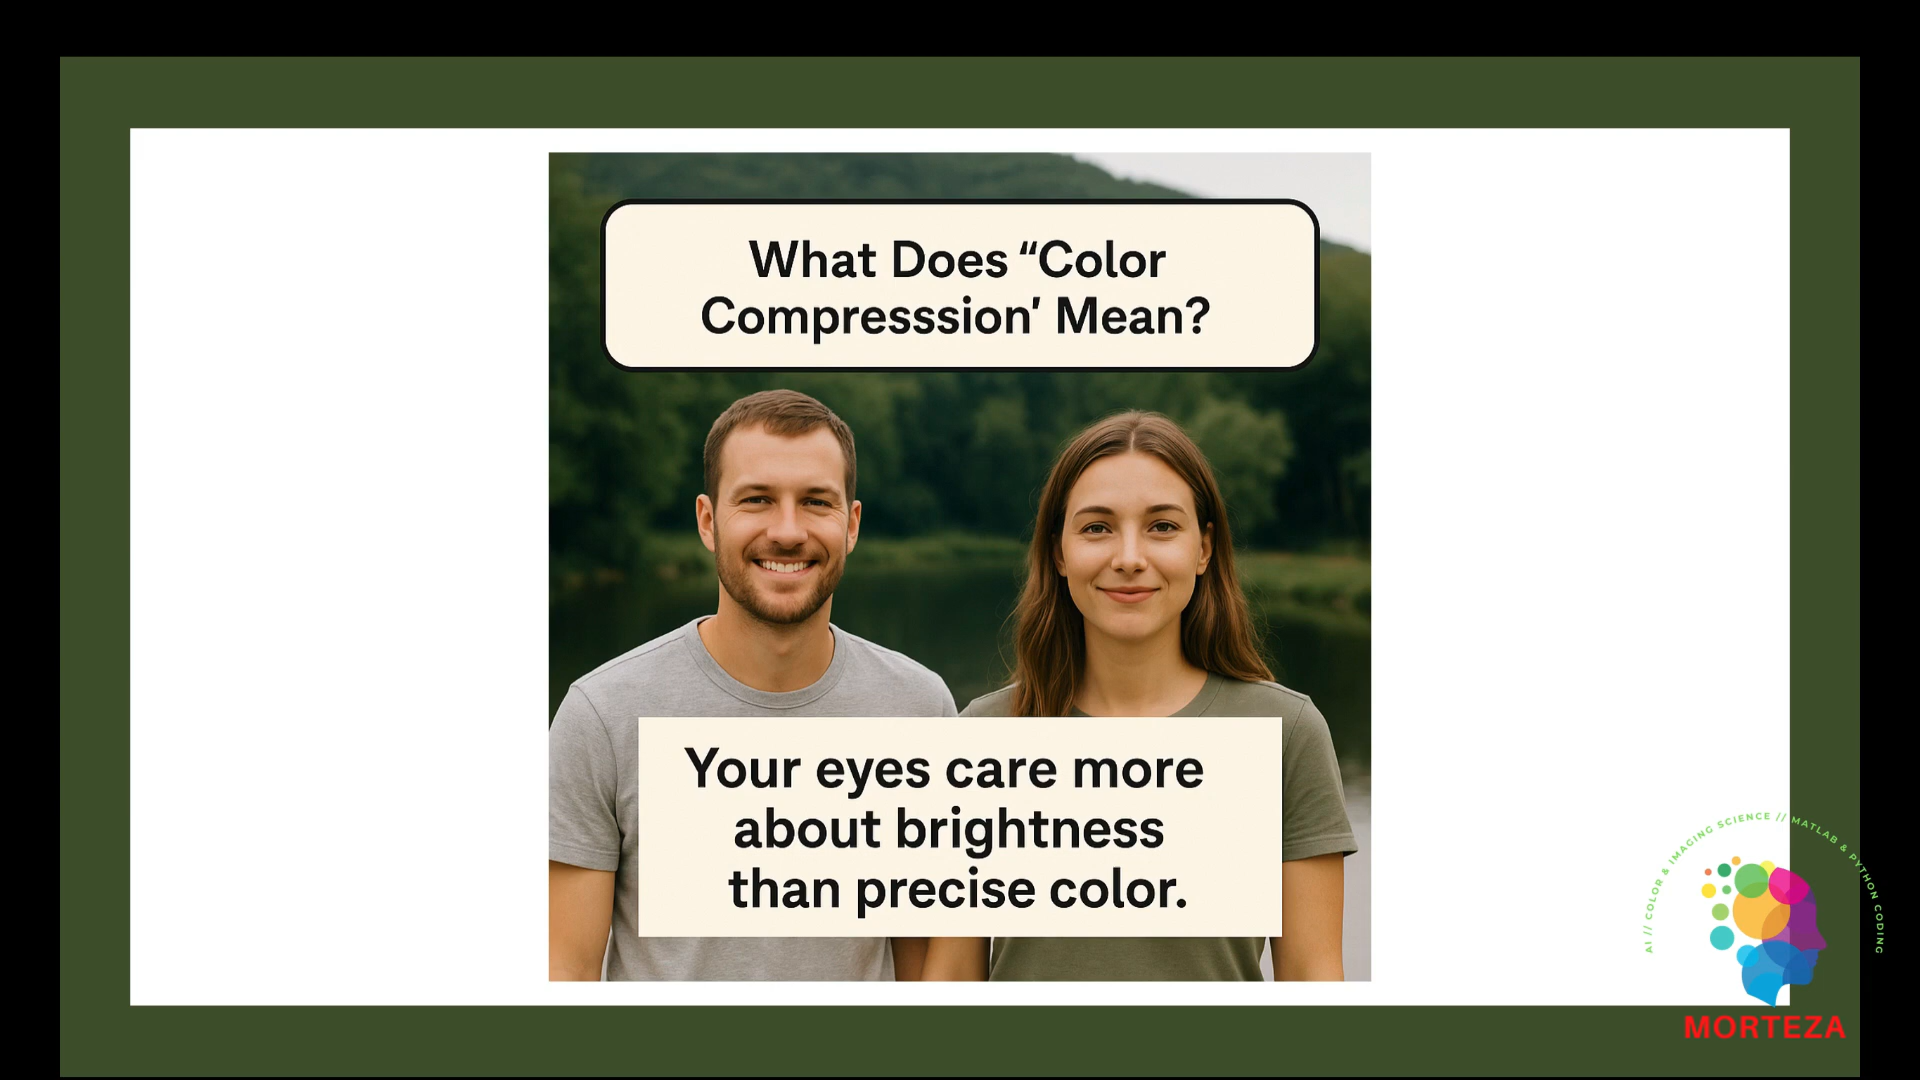 What Does “Color
Compresssion’ Mean?
Your eyes care more
about brightness
than precise color.
AI // COLOR & IMAGING SCIENCE // MATLAB & PYTHON CODING
MORTEZA